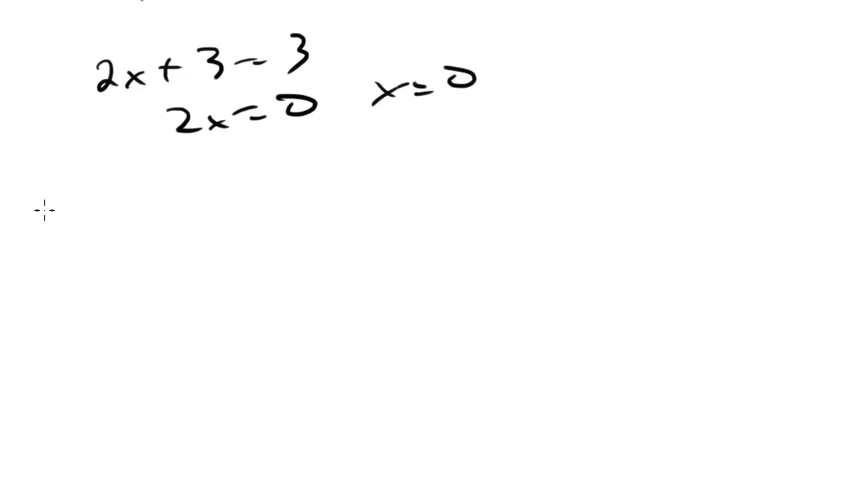 2x + 3 = 3
2x = 0 x = 0